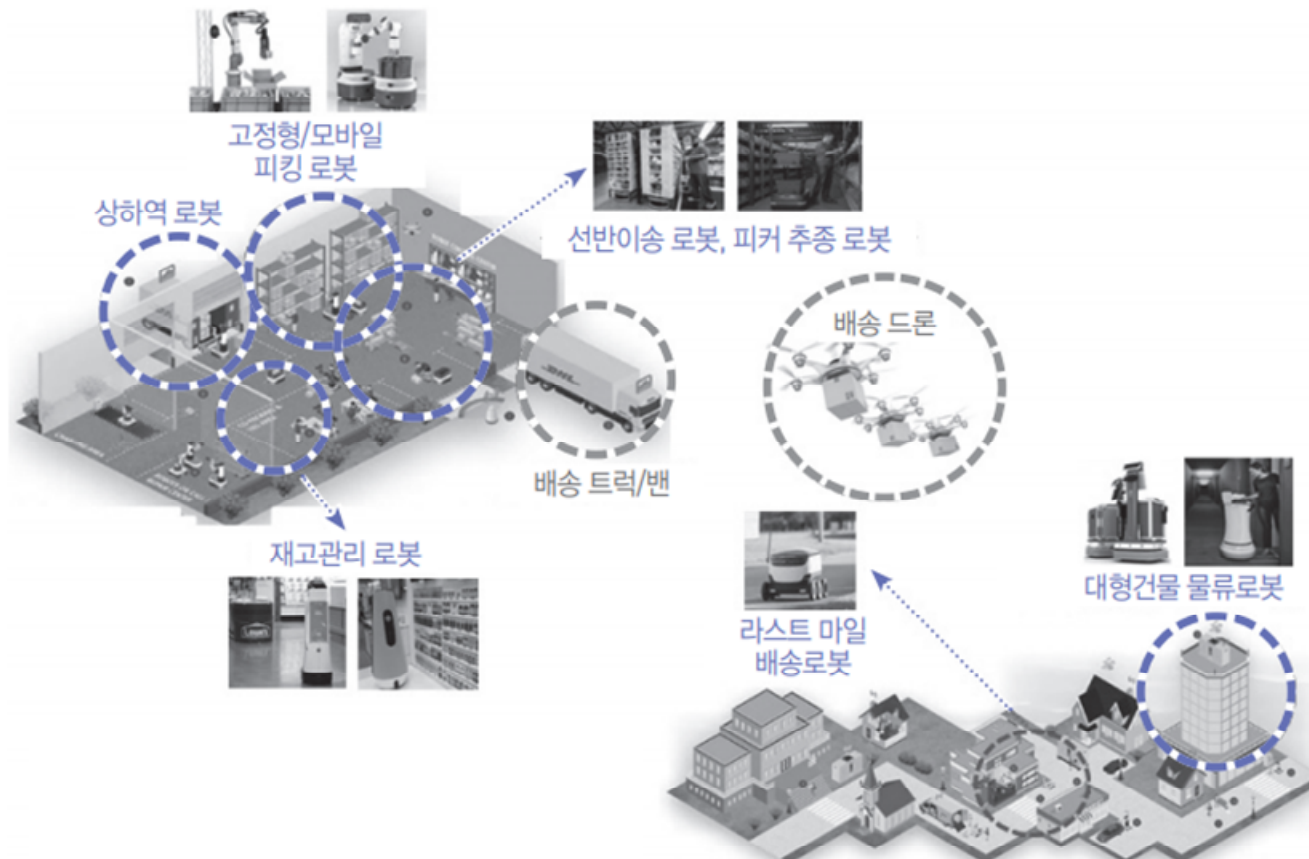 고정형/모바일
피킹 로봇
상하역 로봇
선반이송 로봇, 피커 추종 로봇
배송 드론
DHL
배송 트럭/밴
재고관리 로봇
대형건물 물류로봇
라스트 마일
배송로봇